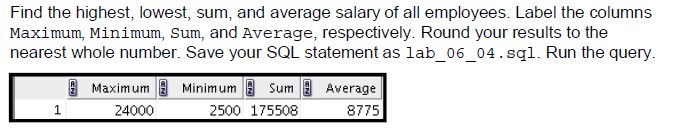 Find the highest, lowest, sum, and average salary of all employees. Label the columns
Maximum, Minimum, Sum, and Average, respectively. Round your results to the
nearest whole number. Save your SQL statement as lab_06_04.sql. Run the query.
Maximum Minimum Sum Average
1 24000 2500 175508 8775